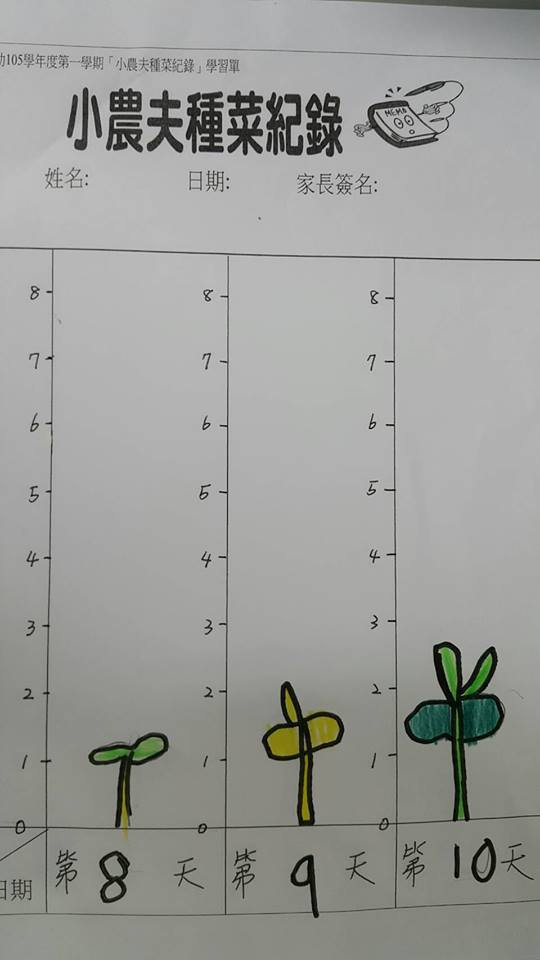 105學年度第一學期「小農夫種菜紀錄」學習單
小農夫種菜紀錄
MEMO
姓名: 日期: 家長簽名:
8 8 8
7 7 7
6 6 6
5 5 5
4 4 4
3 3 3
2 2 2
1 1 1
0 0 0
日期 第 8 天 第 9 天 第 10 天